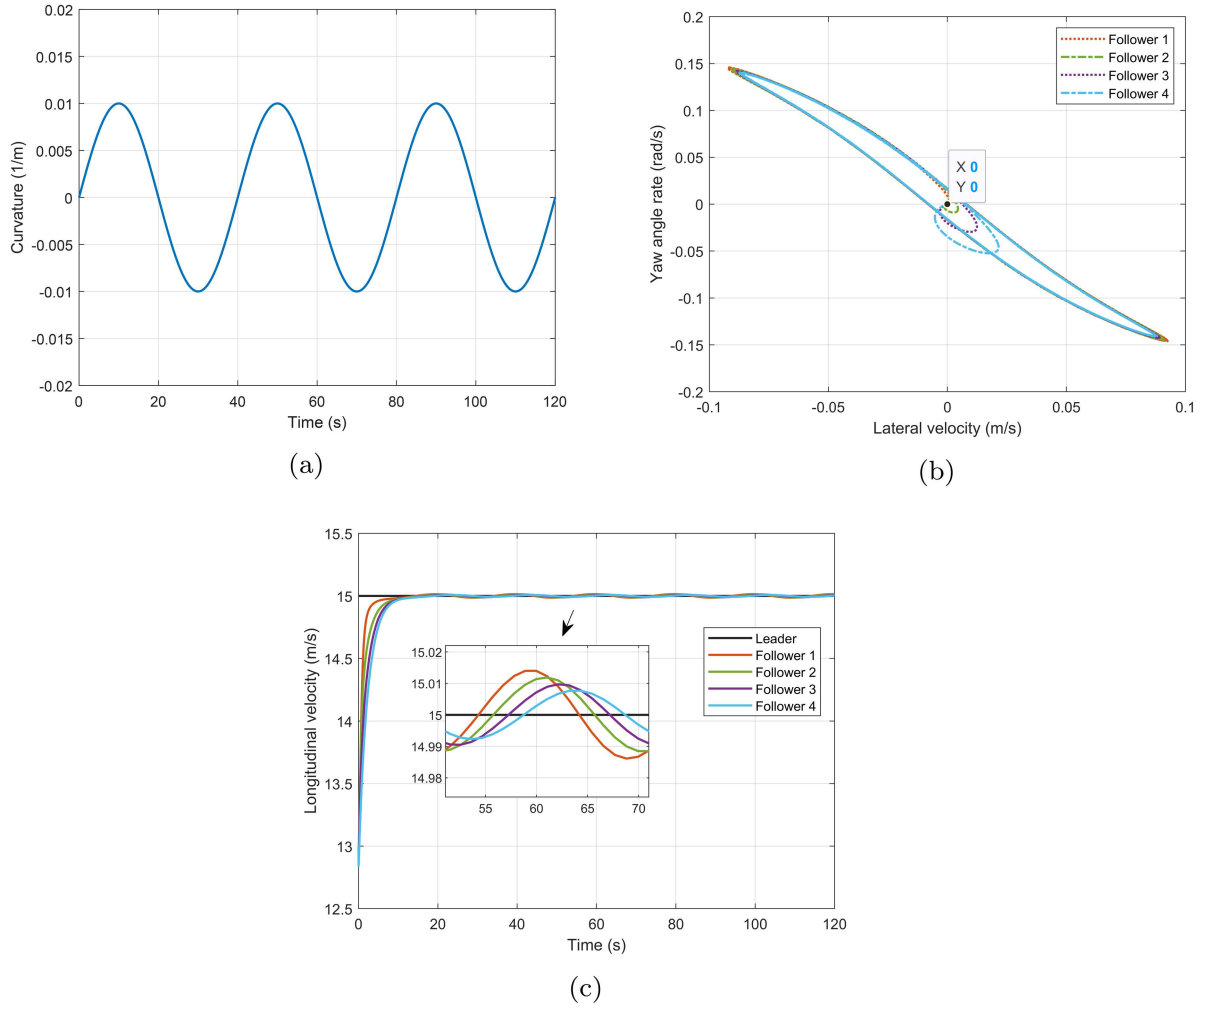 0.02
0.015
0.01
0.005
0
-0.005
-0.01
-0.015
-0.02
Curvature (1/m)
0 20 40 60 80 100 120
Time (s)
(a)
0.2
0.15
0.1
0.05
0
-0.05
-0.1
-0.15
-0.2
Yaw angle rate (rad/s)
Follower 1
Follower 2
Follower 3
Follower 4
X 0
Y 0
-0.1 -0.05 0 0.05 0.1
Lateral velocity (m/s)
(b)
15.5
15
14.5
14
13.5
13
12.5
Longitudinal velocity (m/s)
15.02
15.01
15
14.99
14.98
55 60 65 70
Leader
Follower 1
Follower 2
Follower 3
Follower 4
0 20 40 60 80 100 120
Time (s)
(c)